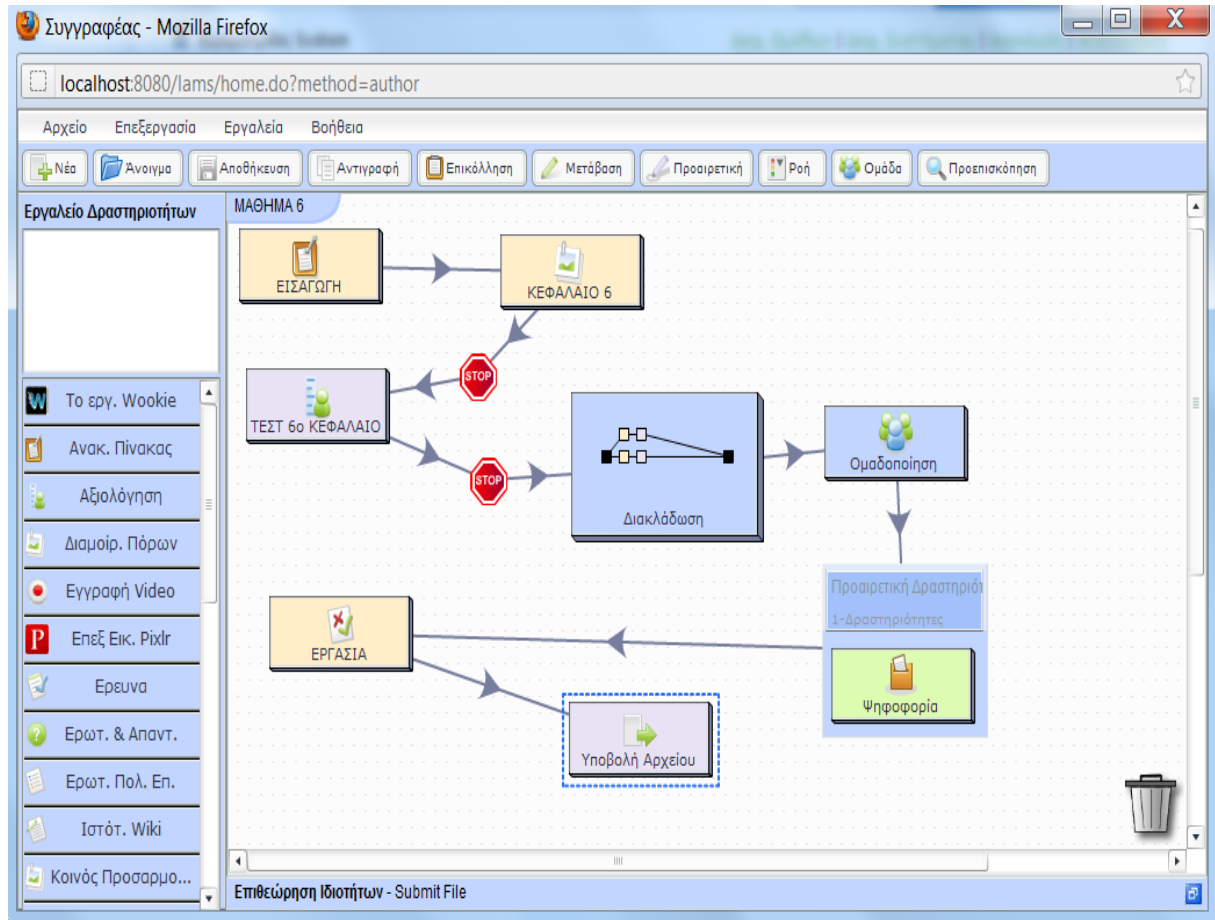 Συγγραφέας - Mozilla Firefox
localhost:8080/lams/home.do?method=author
Αρχείο Επεξεργασία Εργαλεία Βοήθεια
Νέα Άνοιγμα Αποθήκευση Αντιγραφή Επικόλληση Μετάβαση Προαιρετική Ροή Ομάδα Προεπισκόπηση
Εργαλείο Δραστηριοτήτων
ΜΑΘΗΜΑ 6
ΕΙΣΑΓΩΓΗ
ΚΕΦΑΛΑΙΟ 6
STOP
ΤΕΣΤ 6ο ΚΕΦΑΛΑΙΟ
STOP
Διακλάδωση
Ομαδοποίηση
Προαιρετική Δραστηριότ
1-Δραστηριότητες
Ψηφοφορία
ΕΡΓΑΣΙΑ
Υποβολή Αρχείου
W Το εργ. Wookie
Ανακ. Πίνακας
Αξιολόγηση
Διαμοίρ. Πόρων
Εγγραφή Video
P Επεξ Εικ. Pixlr
Ερευνα
? Ερωτ. & Απαντ.
Ερωτ. Πολ. Επ.
Ιστότ. Wiki
Κοινός Προσαρμο...
Επιθεώρηση Ιδιοτήτων - Submit File